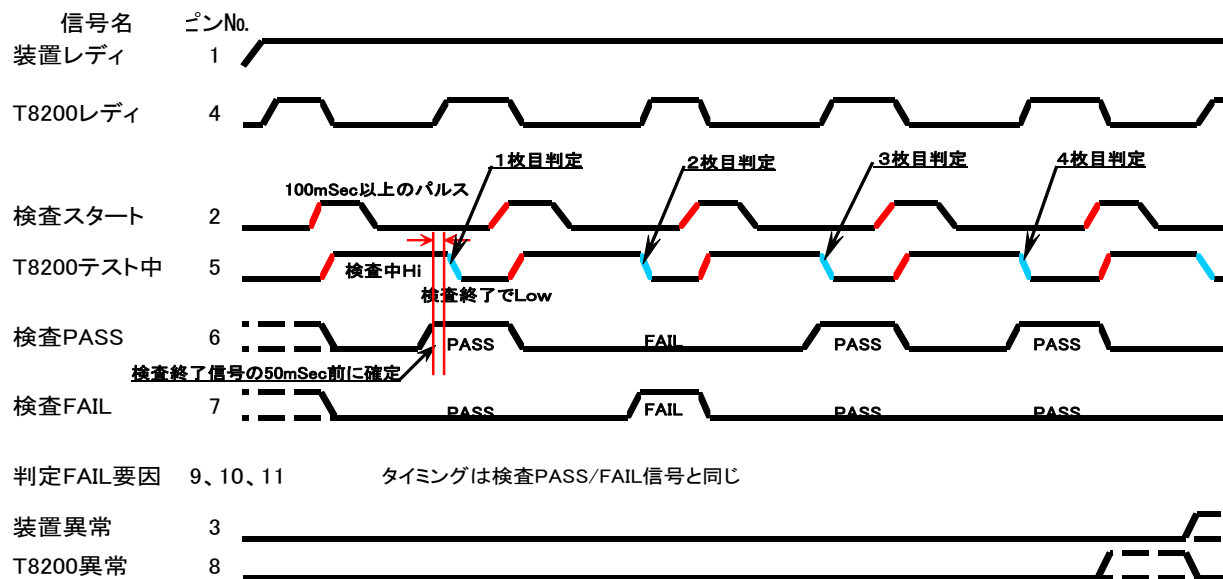 信号名 ピンNo.
装置レディ 1
T8200レディ 4
1枚目判定 2枚目判定 3枚目判定 4枚目判定
100mSec以上のパルス
検査スタート 2
T8200テスト中 5
検査中Hi
検査終了でLow
検査PASS 6
PASS FAIL PASS PASS
検査終了信号の50mSec前に確定
検査FAIL 7
PASS FAIL PASS PASS
判定FAIL要因 9、10、11 タイミングは検査PASS/FAIL信号と同じ
装置異常 3
T8200異常 8